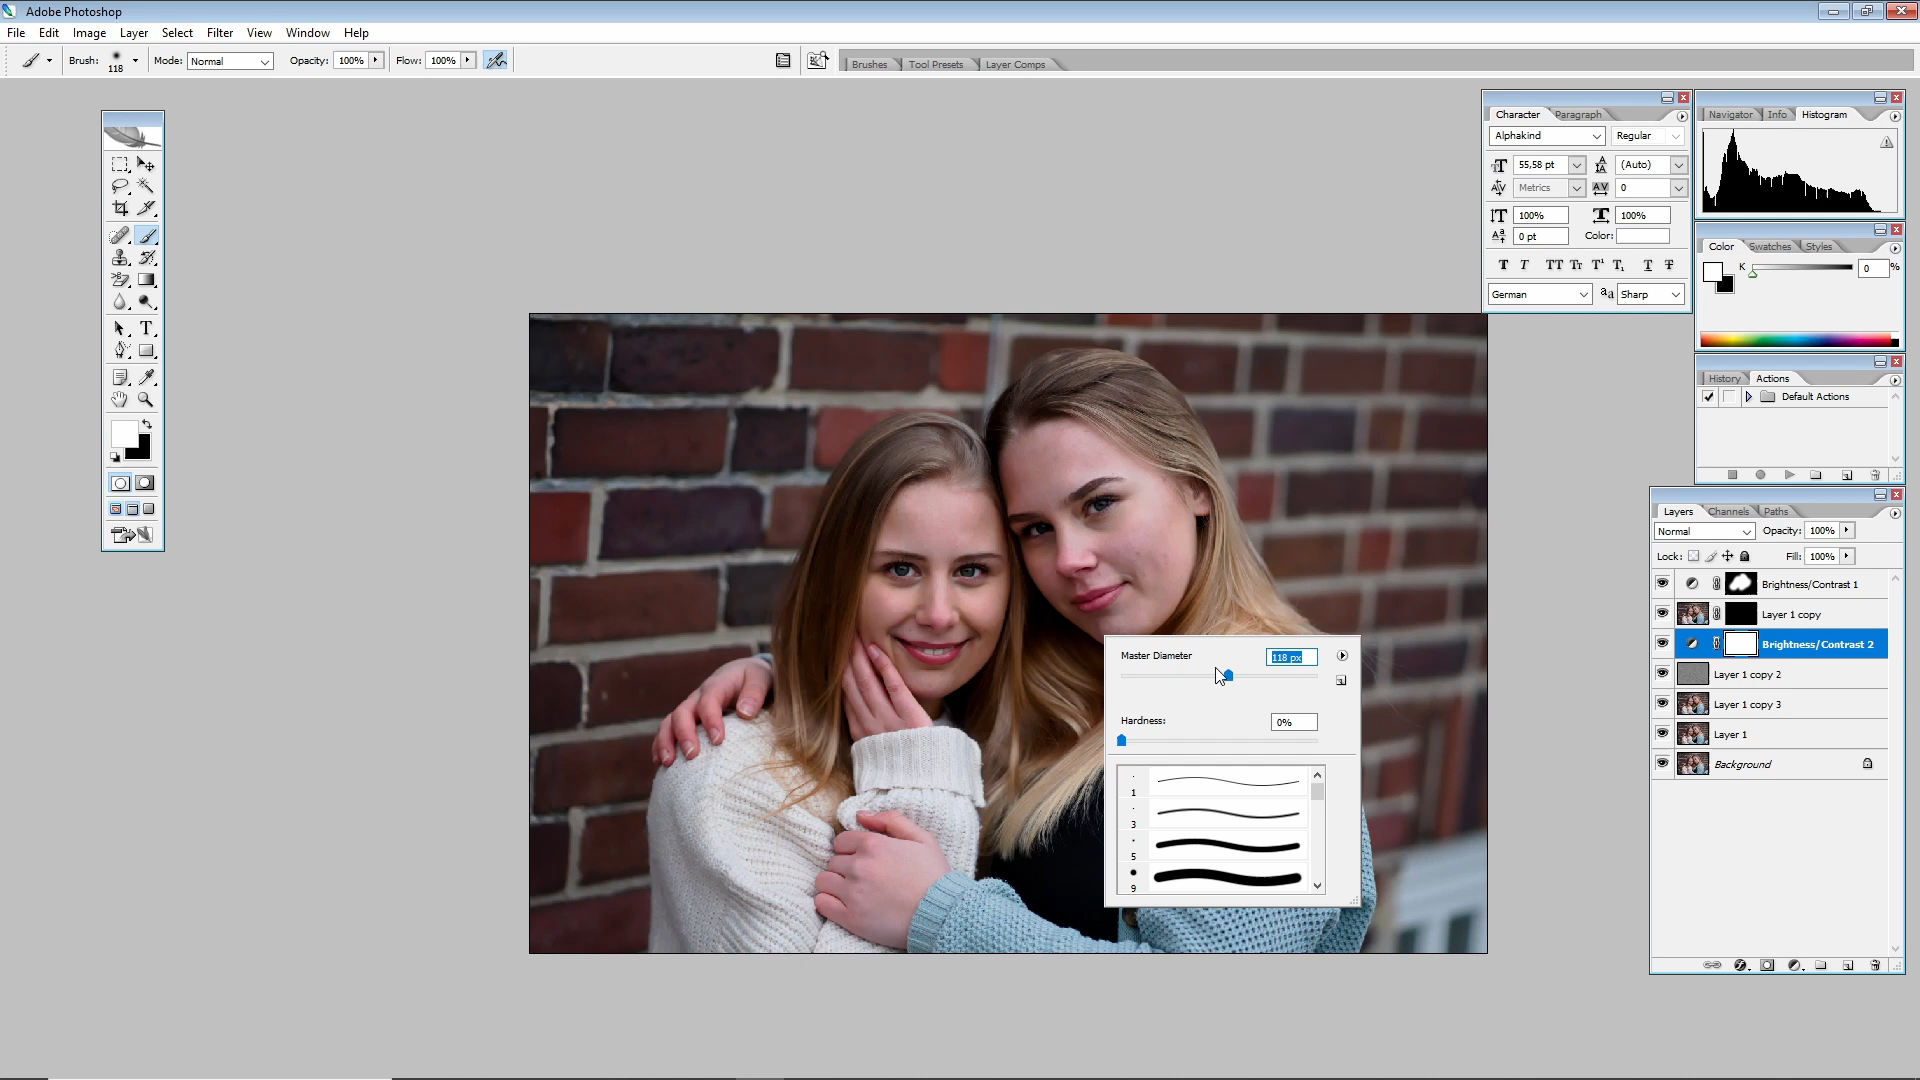 Adobe Photoshop
File Edit Image Layer Select Filter View Window Help
Brush: 118 Mode: Normal Opacity: 100% Flow: 100% Brushes Tool Presets Layer Comps
Character Paragraph
Alphakind Regular
55,58 pt (Auto)
Metrics 0
100% 100%
0 pt Color:
German Sharp
Navigator Info Histogram
Color Swatches Styles
K 0 %
History Actions
Default Actions
Layers Channels Paths
Normal Opacity: 100%
Lock: Fill: 100%
Brightness/Contrast 1
Layer 1 copy
Brightness/Contrast 2
Layer 1 copy 2
Layer 1 copy 3
Layer 1
Background
Master Diameter 118 px
Hardness: 0%
1
3
5
9